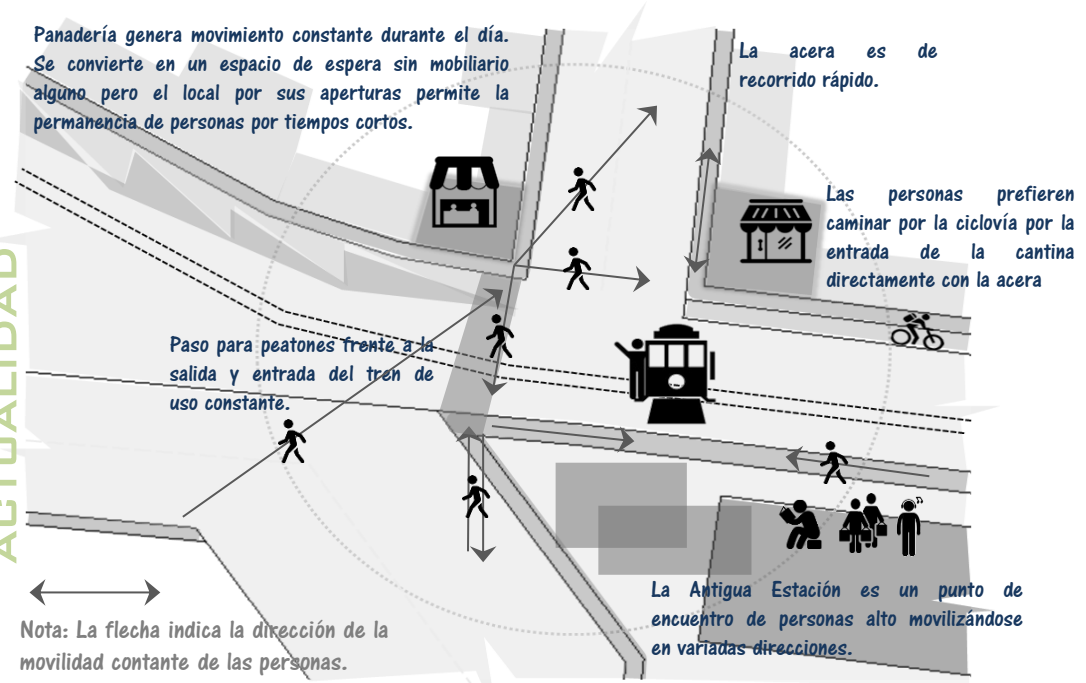 Panadería genera movimiento constante durante el día.
Se convierte en un espacio de espera sin mobiliario
alguno pero el local por sus aperturas permite la
permanencia de personas por tiempos cortos.
La acera es de
recorrido rápido.
Las personas prefieren
caminar por la ciclovía por la
entrada de la cantina
directamente con la acera
ACTUALIDAD
Paso para peatones frente a la
salida y entrada del tren de
uso constante.
La Antigua Estación es un punto de
encuentro de personas alto movilizándose
en variadas direcciones.
Nota: La flecha indica la dirección de la
movilidad contante de las personas.